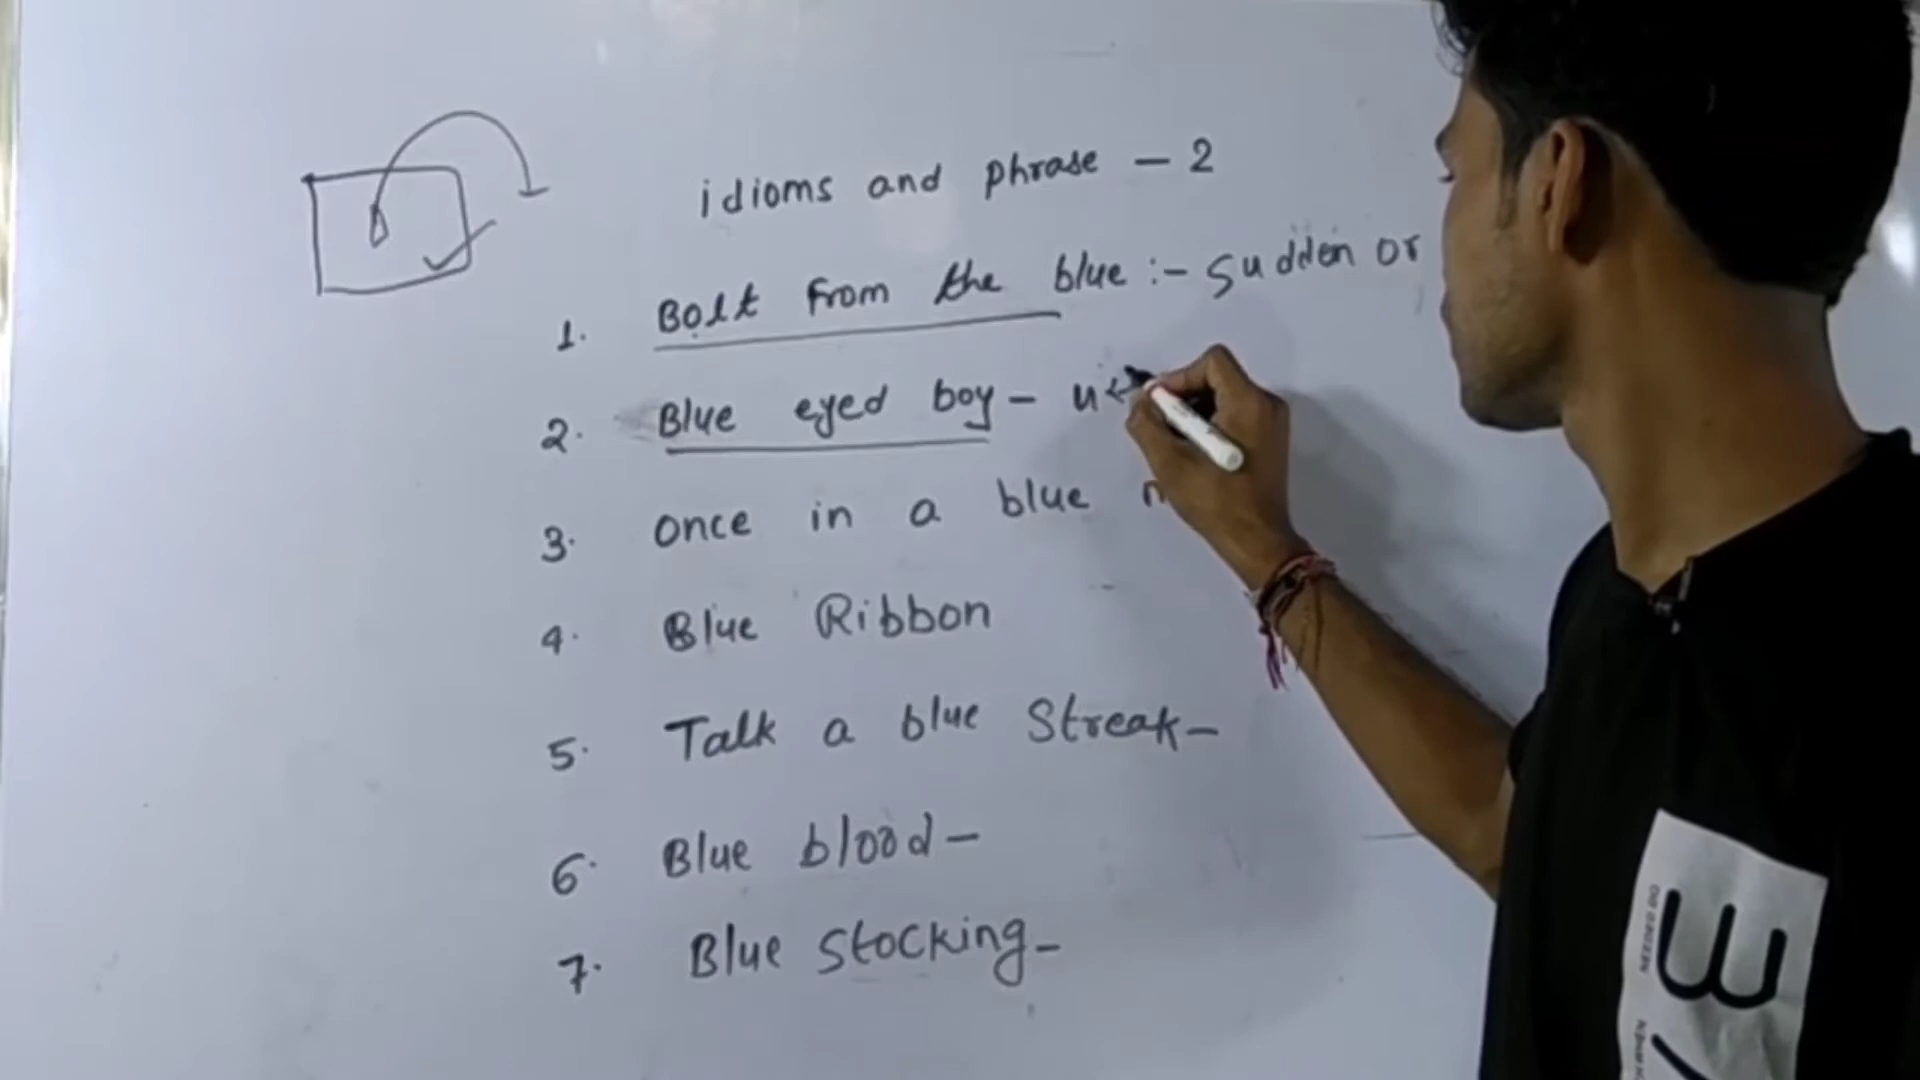 idioms and phrase - 2
1. Bolt from the blue :- sudden or
2. Blue eyed boy -
3. once in a blue
4. Blue Ribbon
5. Talk a blue Streak -
6. Blue blood -
7. Blue stocking -